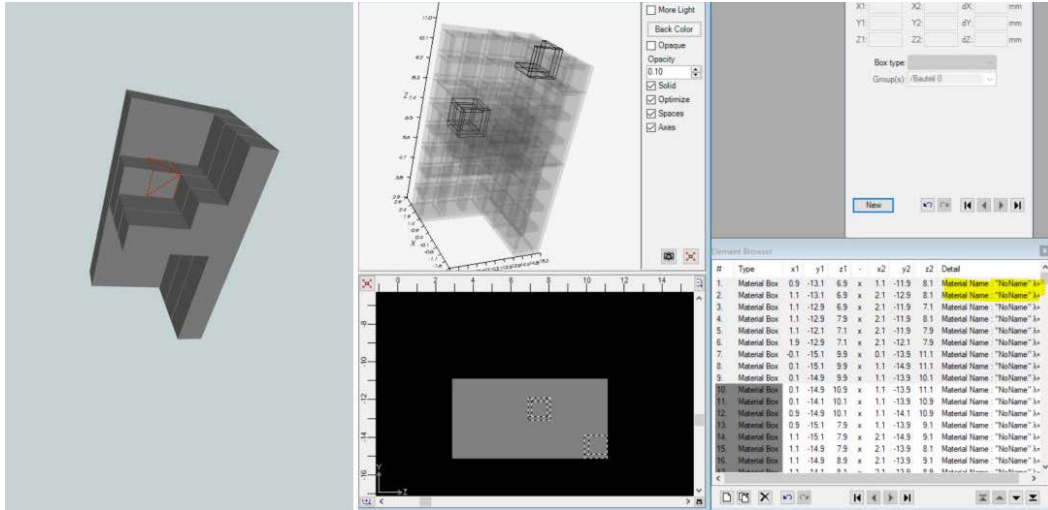 More Light
Back Color
Opaque
Opacity
0.10
Solid
Optimize
Spaces
Axes
Z
X
X1: X2: dX: mm
Y1: Y2: dY: mm
Z1: Z2: dZ: mm
Box type:
Group(s): /Bauteil 0
New
0 2 4 6 8 10 12 14
-8
-10
-12
-14
-16
Y
Z
Element Browser
# Type x1 y1 z1 - x2 y2 z2 Detail
1. Material Box 0.9 -13.1 6.9 x 1.1 -11.9 8.1 Material Name : "NoName" λ=
2. Material Box 1.1 -13.1 6.9 x 2.1 -12.9 8.1 Material Name : "NoName" λ=
3. Material Box 1.1 -12.9 6.9 x 2.1 -11.9 7.1 Material Name : "NoName" λ=
4. Material Box 1.1 -12.9 7.9 x 2.1 -11.9 8.1 Material Name : "NoName" λ=
5. Material Box 1.1 -12.1 7.1 x 2.1 -11.9 7.9 Material Name : "NoName" λ=
6. Material Box 1.9 -12.9 7.1 x 2.1 -12.1 7.9 Material Name : "NoName" λ=
7. Material Box -0.1 -15.1 9.9 x 0.1 -13.9 11.1 Material Name : "NoName" λ=
8. Material Box 0.1 -15.1 9.9 x 1.1 -14.9 11.1 Material Name : "NoName" λ=
9. Material Box 0.1 -14.9 9.9 x 1.1 -13.9 10.1 Material Name : "NoName" λ=
10. Material Box 0.1 -14.9 10.9 x 1.1 -13.9 11.1 Material Name : "NoName" λ=
11. Material Box 0.1 -14.1 10.1 x 1.1 -13.9 10.9 Material Name : "NoName" λ=
12. Material Box 0.9 -14.9 10.1 x 1.1 -14.1 10.9 Material Name : "NoName" λ=
13. Material Box 0.9 -15.1 7.9 x 1.1 -13.9 9.1 Material Name : "NoName" λ=
14. Material Box 1.1 -15.1 7.9 x 2.1 -14.9 9.1 Material Name : "NoName" λ=
15. Material Box 1.1 -14.9 7.9 x 2.1 -13.9 8.1 Material Name : "NoName" λ=
16. Material Box 1.1 -14.9 8.9 x 2.1 -13.9 9.1 Material Name : "NoName" λ=